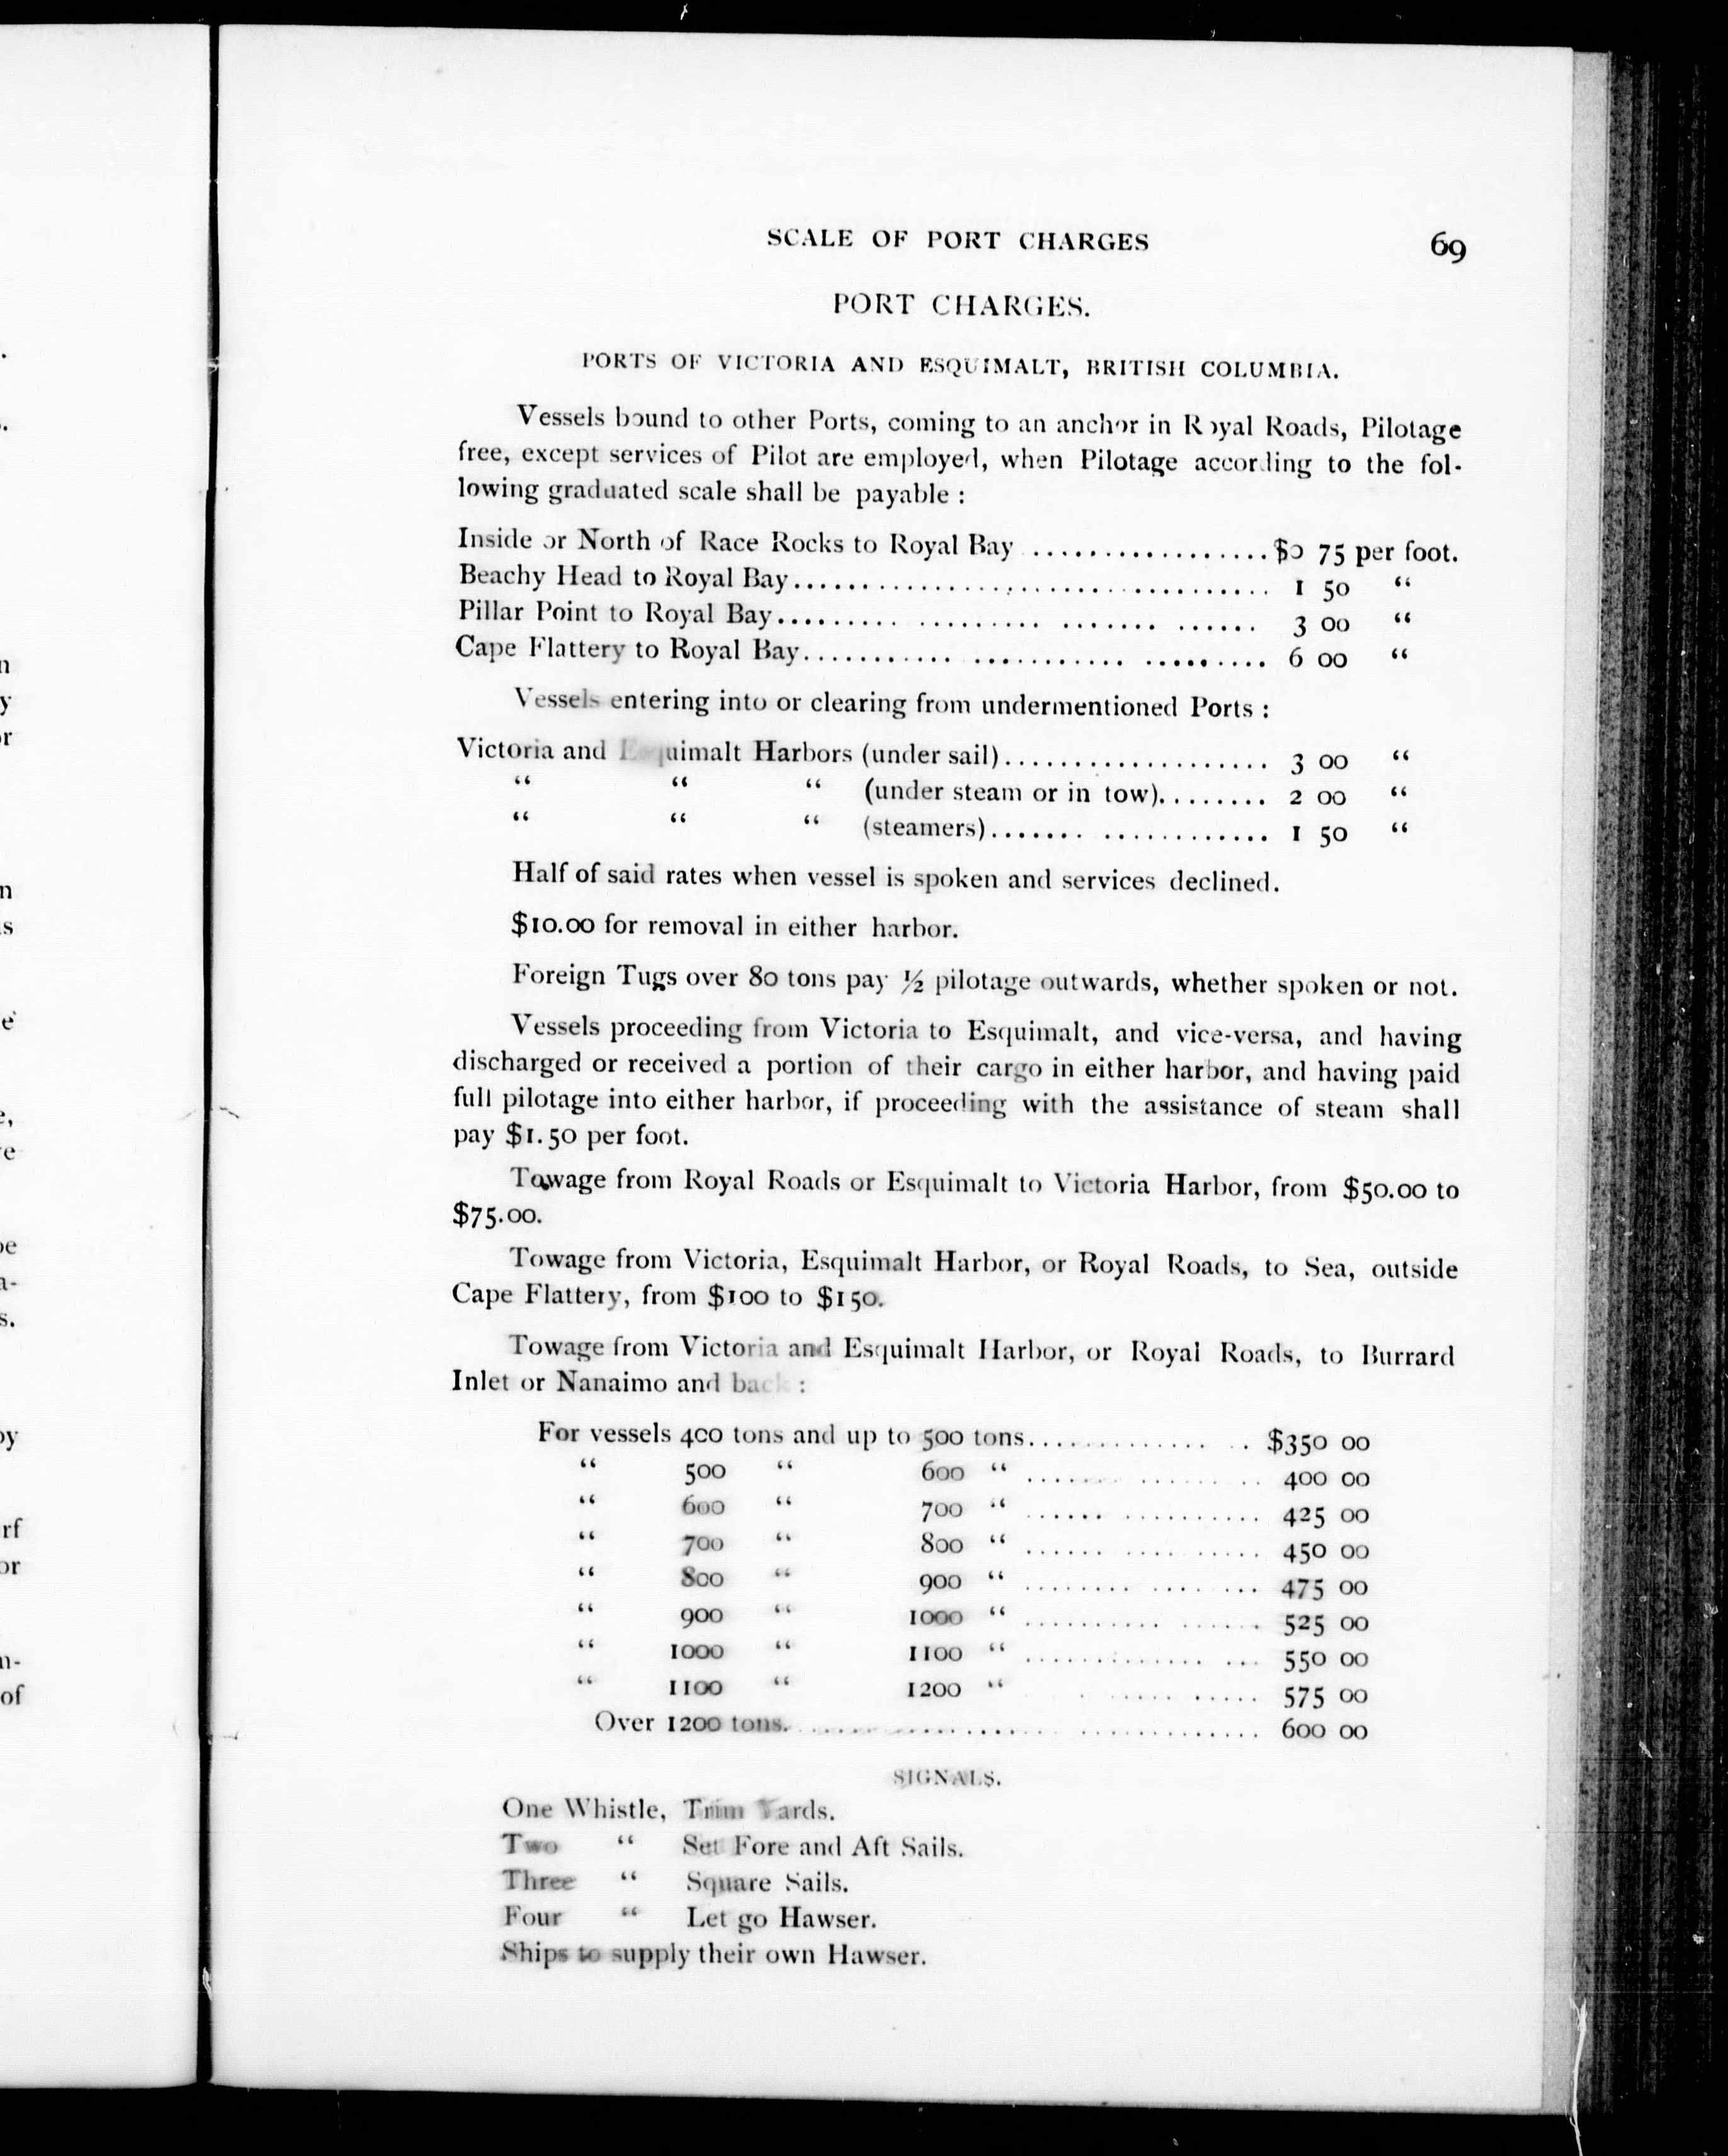 SCALE OF PORT CHARGES 69
PORT CHARGES.
PORTS OF VICTORIA AND ESQUIMALT, BRITISH COLUMBIA.
Vessels bound to other Ports, coming to an anchor in Royal Roads, Pilotage
free, except services of Pilot are employed, when Pilotage according to the fol-
lowing graduated scale shall be payable :
Inside or North of Race Rocks to Royal Bay .................. $0 75 per foot.
Beachy Head to Royal Bay.................................... 1 50 “
Pillar Point to Royal Bay......... ......... ....... ...... 3 00 “
Cape Flattery to Royal Bay........... ........... .......... 6 00 “
Vessels entering into or clearing from undermentioned Ports :
Victoria and Esquimalt Harbors (under sail).................... 3 00 “
“ “ “ (under steam or in tow)........ 2 00 “
“ “ “ (steamers)....... ............. 1 50 “
Half of said rates when vessel is spoken and services declined.
$10.00 for removal in either harbor.
Foreign Tugs over 80 tons pay ½ pilotage outwards, whether spoken or not.
Vessels proceeding from Victoria to Esquimalt, and vice-versa, and having
discharged or received a portion of their cargo in either harbor, and having paid
full pilotage into either harbor, if proceeding with the assistance of steam shall
pay $1.50 per foot.
Towage from Royal Roads or Esquimalt to Victoria Harbor, from $50.00 to
$75.00.
Towage from Victoria, Esquimalt Harbor, or Royal Roads, to Sea, outside
Cape Flattery, from $100 to $150.
Towage from Victoria and Esquimalt Harbor, or Royal Roads, to Burrard
Inlet or Nanaimo and back :
For vessels 400 tons and up to 500 tons............. .. $350 00
“ 500 “ 600 “ ....... ......... 400 00
“ 600 “ 700 “ ...... .......... 425 00
“ 700 “ 800 “ ...... .......... 450 00
“ 800 “ 900 “ ........ ........ 475 00
“ 900 “ 1000 “ ........... ...... 525 00
“ 1000 “ 1100 “ .............. ... 550 00
“ 1100 “ 1200 “ ...... ..... 575 00
Over 1200 tons.................................... 600 00
SIGNALS.
One Whistle, Trim Yards.
Two “ Set Fore and Aft Sails.
Three “ Square Sails.
Four “ Let go Hawser.
Ships to supply their own Hawser.